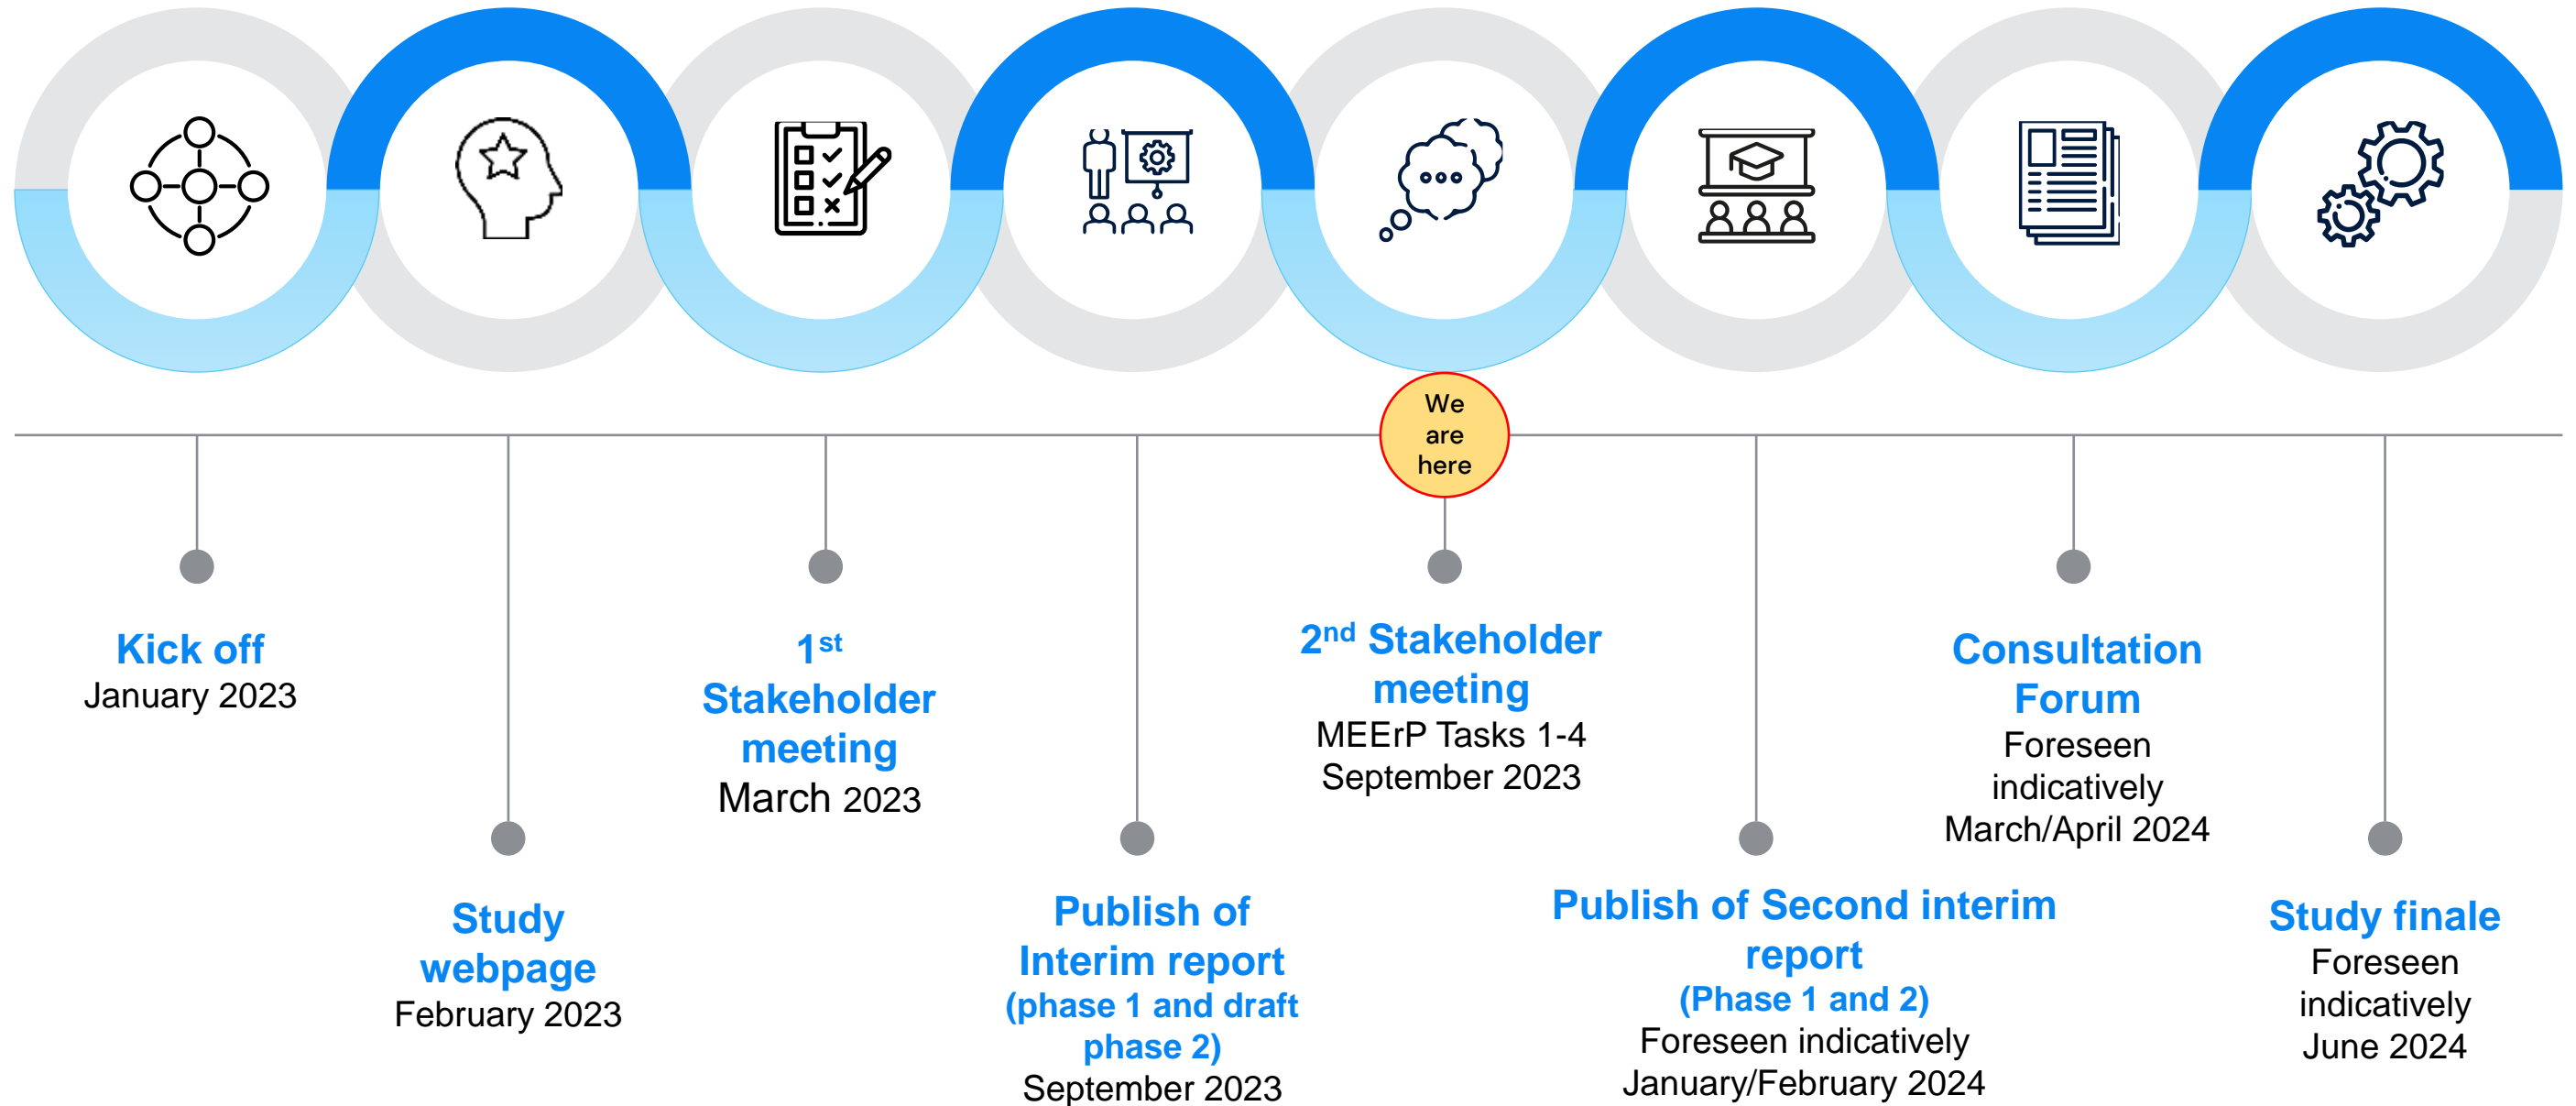 We
are
here
Kick off
January 2023
Study
webpage
February 2023
1st
Stakeholder
meeting
March 2023
Publish of
Interim report
(phase 1 and draft
phase 2)
September 2023
2nd Stakeholder
meeting
MEErP Tasks 1-4
September 2023
Publish of Second interim
report
(Phase 1 and 2)
Foreseen indicatively
January/February 2024
Consultation
Forum
Foreseen
indicatively
March/April 2024
Study finale
Foreseen
indicatively
June 2024